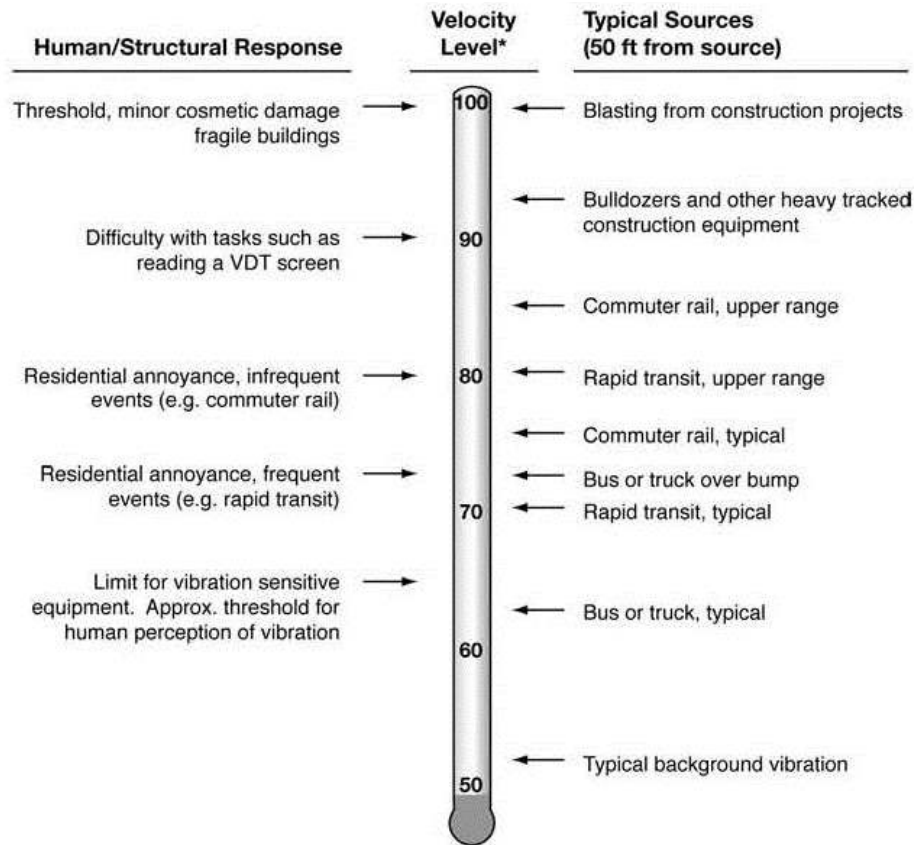 Human/Structural Response
Velocity
Level*
Typical Sources
(50 ft from source)
Threshold, minor cosmetic damage
fragile buildings
100
Blasting from construction projects
Bulldozers and other heavy tracked
construction equipment
Difficulty with tasks such as
reading a VDT screen
90
Commuter rail, upper range
Residential annoyance, infrequent
events (e.g. commuter rail)
80
Rapid transit, upper range
Commuter rail, typical
Residential annoyance, frequent
events (e.g. rapid transit)
Bus or truck over bump
70
Rapid transit, typical
Limit for vibration sensitive
equipment. Approx. threshold for
human perception of vibration
Bus or truck, typical
60
Typical background vibration
50